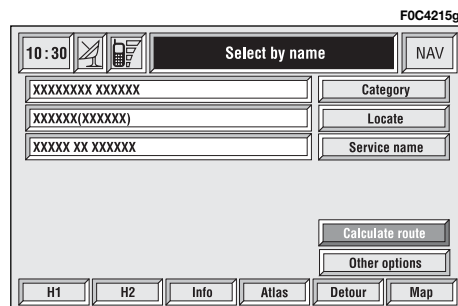 F0C4215g
10:30 Select by name NAV
XXXXXXXX XXXXXX Category
XXXXXX(XXXXXX) Locate
XXXXX XX XXXXXX Service name
Calculate route
Other options
H1 H2 Info Atlas Detour Map